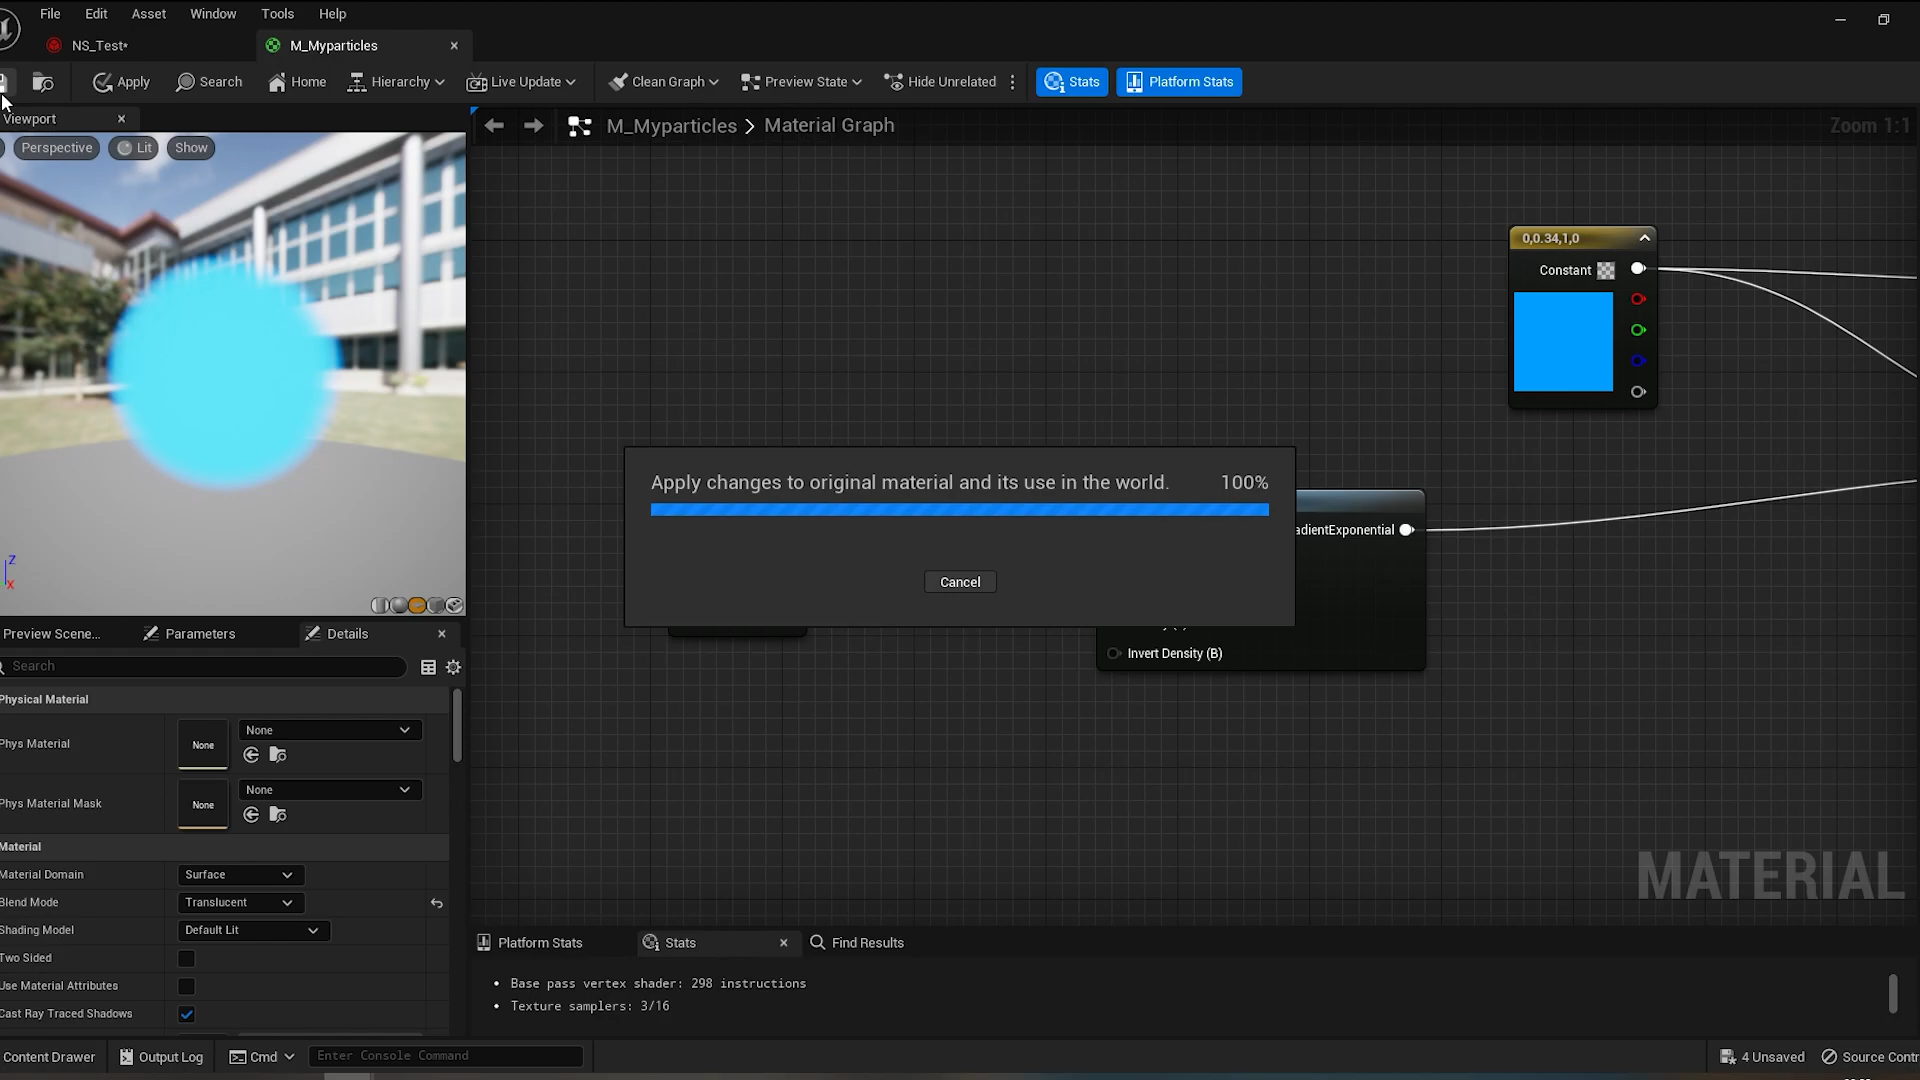 File Edit Asset Window Tools Help
NS_Test* M_Myparticles
Apply Search Home Hierarchy Live Update Clean Graph Preview State Hide Unrelated Stats Platform Stats
Viewport
Perspective Lit Show
M_Myparticles > Material Graph Zoom 1:1
0,0.34,1,0
Constant
Apply changes to original material and its use in the world. 100%
Cancel
adientExponential
Invert Density (B)
Z
X
Preview Scene... Parameters Details
Search
Physical Material
Phys Material None None
Phys Material Mask None None
Material
Material Domain Surface
Blend Mode Translucent
Shading Model Default Lit
Two Sided
Use Material Attributes
Cast Ray Traced Shadows
MATERIAL
Platform Stats Stats Find Results
• Base pass vertex shader: 298 instructions
• Texture samplers: 3/16
Content Drawer Output Log Cmd Enter Console Command 4 Unsaved Source Contr